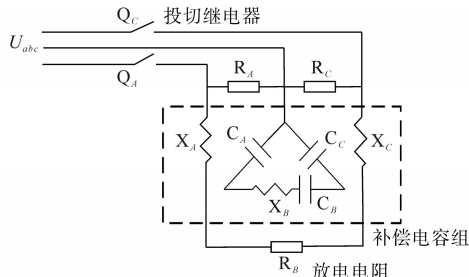 Q_C 投切继电器
U_abc
Q_A
R_A R_C
X_A C_A C_C X_C
X_B C_B
补偿电容组
R_B 放电电阻